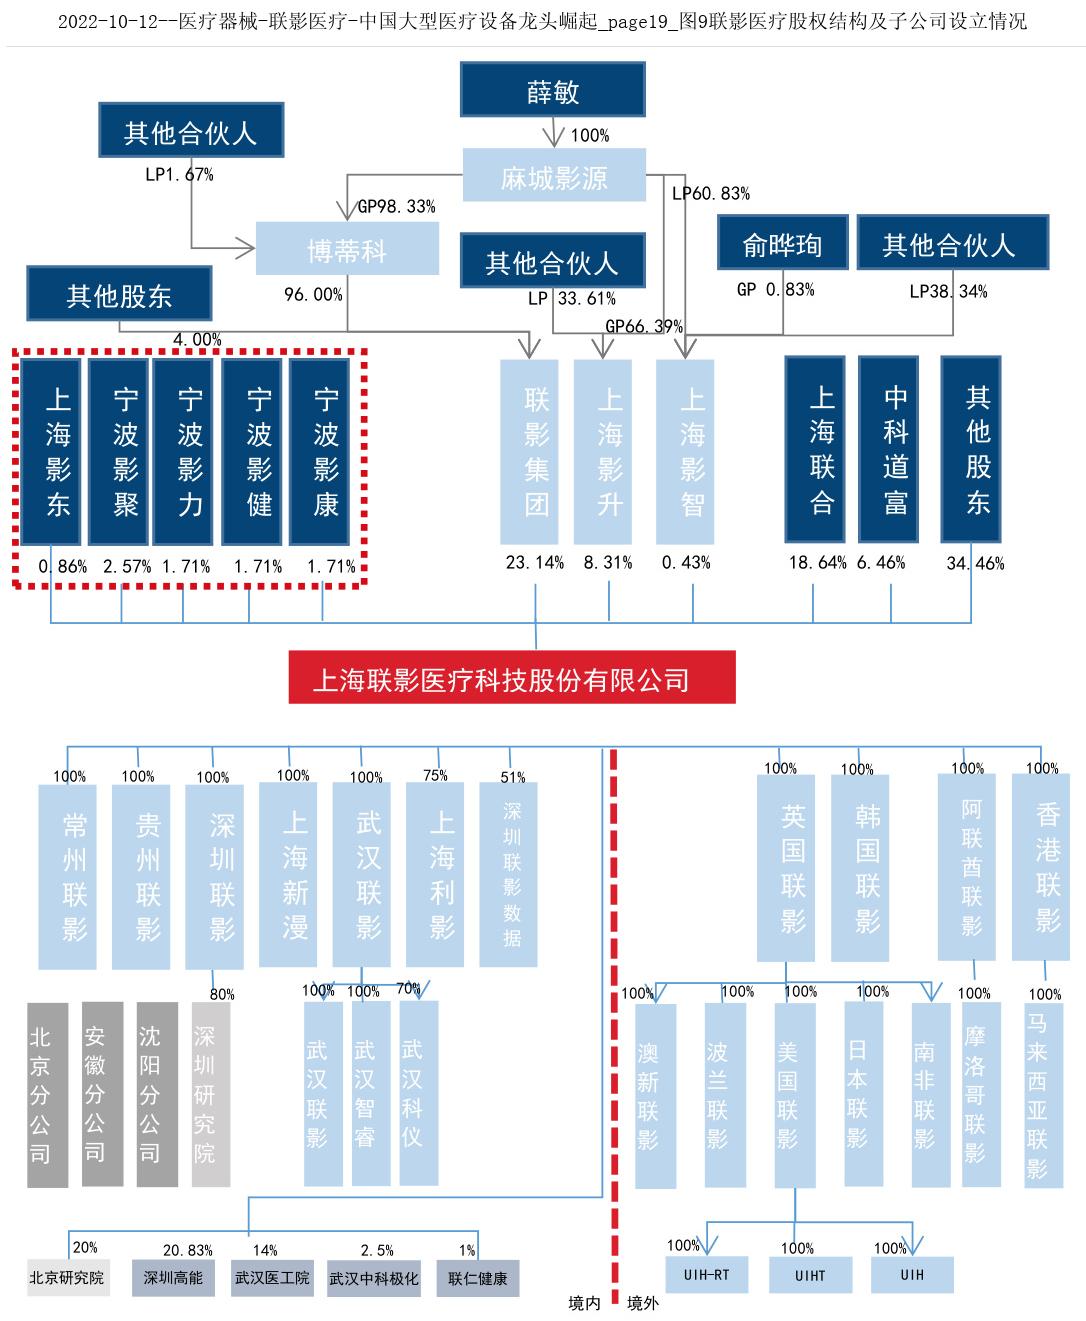 2022-10-12--医疗器械-联影医疗-中国大型医疗设备龙头崛起_page19_图9联影医疗股权结构及子公司设立情况
薛敏
其他合伙人
100%
LP1.67%
麻城影源
LP60.83%
GP98.33%
博蒂科
其他合伙人
俞晔珣
其他合伙人
其他股东
96.00%
LP 33.61%
GP 0.83%
LP38.34%
GP66.39%
4.00%
上海影东
宁波影聚
宁波影力
宁波影健
宁波影康
联影集团
上海影升
上海影智
上海联合
中科道富
其他股东
0.86%
2.57%
1.71%
1.71%
1.71%
23.14%
8.31%
0.43%
18.64%
6.46%
34.46%
上海联影医疗科技股份有限公司
100%
100%
100%
100%
100%
75%
51%
100%
100%
100%
100%
常州联影
贵州联影
深圳联影
上海新漫
武汉联影
上海利影
深圳联影数据
英国联影
韩国联影
阿联酋联影
香港联影
80%
100%
100%
70%
100%
100%
100%
100%
100%
100%
北京分公司
安徽分公司
沈阳分公司
深圳研究院
武汉联影
武汉智睿
武汉科仪
澳新联影
波兰联影
美国联影
日本联影
南非联影
摩洛哥联影
马来西亚联影
20%
20.83%
14%
2.5%
1%
100%
100%
100%
北京研究院
深圳高能
武汉医工院
武汉中科极化
联仁健康
UIH-RT
UIHT
UIH
境内
境外